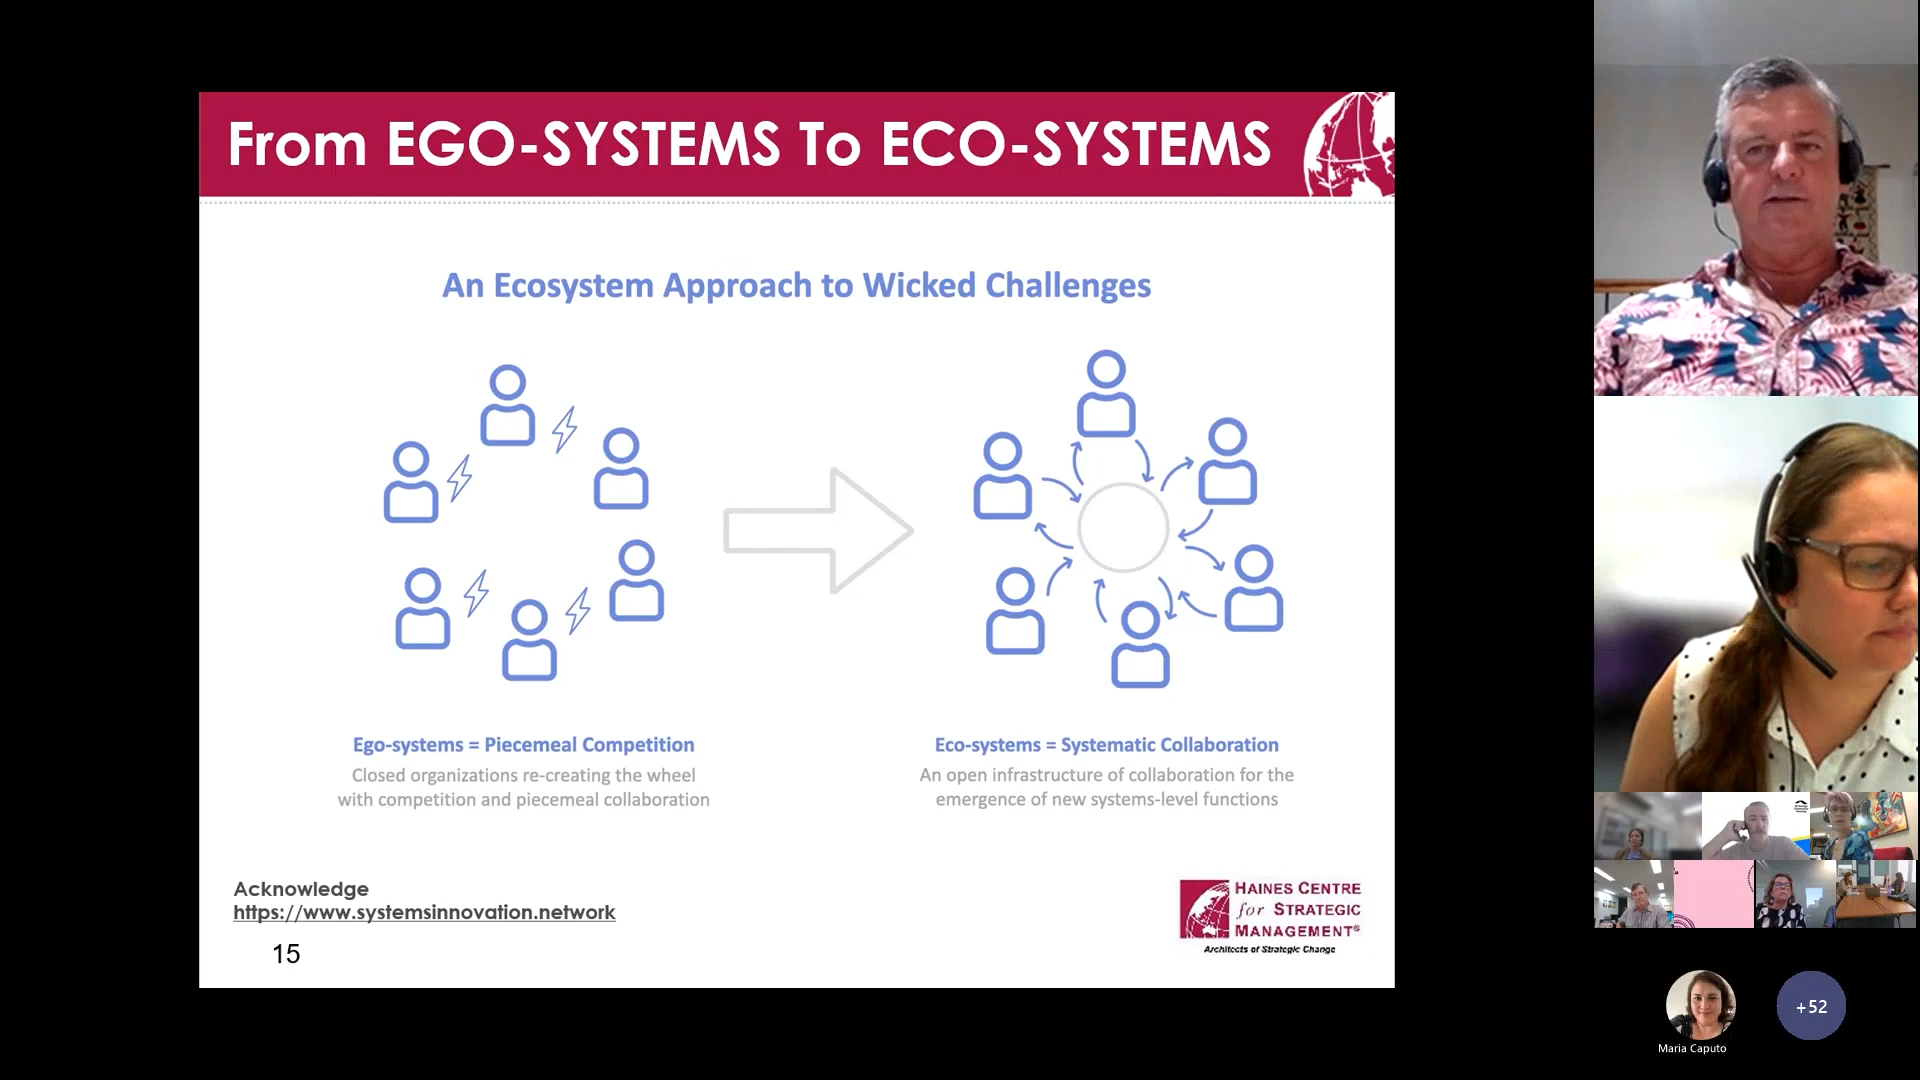 From EGO-SYSTEMS To ECO-SYSTEMS
An Ecosystem Approach to Wicked Challenges
Ego-systems = Piecemeal Competition
Closed organizations re-creating the wheel
with competition and piecemeal collaboration
Eco-systems = Systematic Collaboration
An open infrastructure of collaboration for the
emergence of new systems-level functions
Acknowledge
https://www.systemsinnovation.network
15
HAINES CENTRE
for STRATEGIC
MANAGEMENT®
Architects of Strategic Change
Maria Caputo
+52